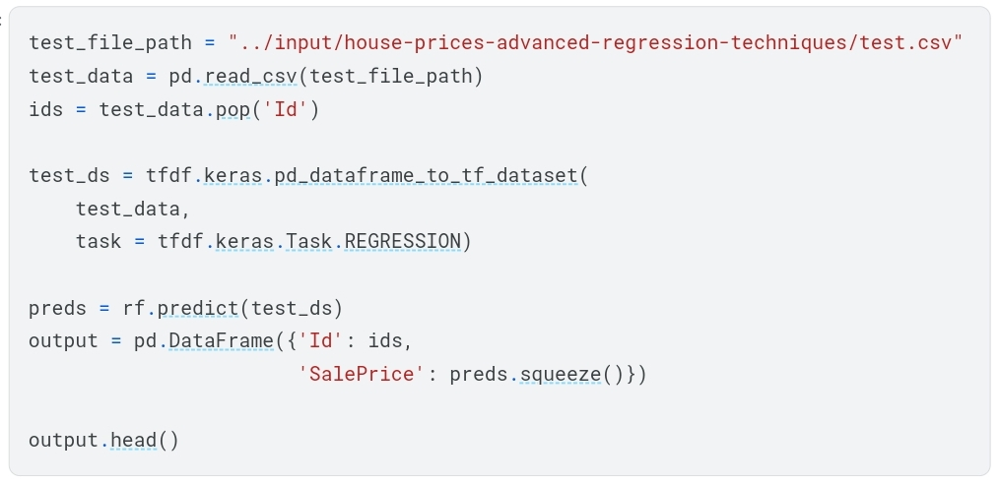 test_file_path = "../input/house-prices-advanced-regression-techniques/test.csv"
test_data = pd.read_csv(test_file_path)
ids = test_data.pop('Id')

test_ds = tfdf.keras.pd_dataframe_to_tf_dataset(
    test_data,
    task = tfdf.keras.Task.REGRESSION)

preds = rf.predict(test_ds)
output = pd.DataFrame({'Id': ids,
                       'SalePrice': preds.squeeze()})

output.head()